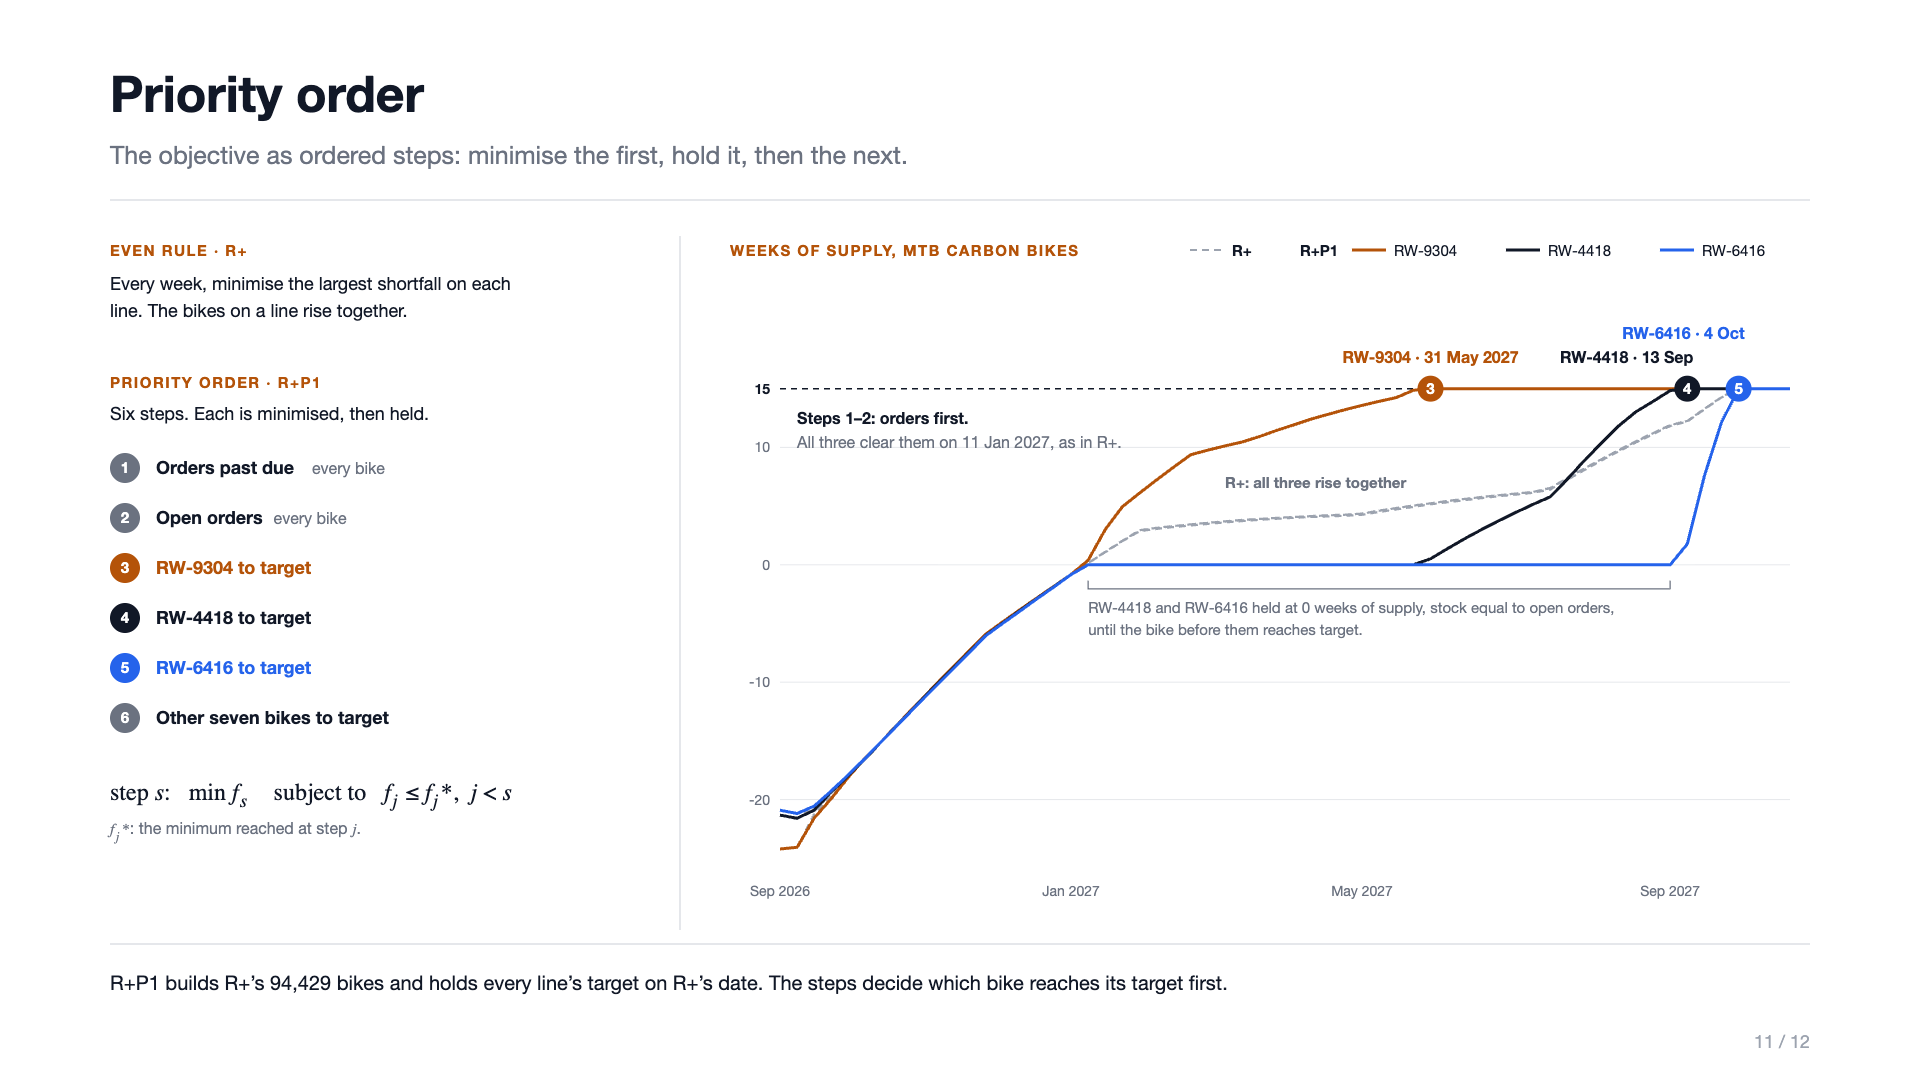 Priority order
The objective as ordered steps: minimise the first, hold it, then the next.
EVEN RULE · R+
Every week, minimise the largest shortfall on each
line. The bikes on a line rise together.
PRIORITY ORDER · R+P1
Six steps. Each is minimised, then held.
1 Orders past due every bike
2 Open orders every bike
3 RW-9304 to target
4 RW-4418 to target
5 RW-6416 to target
6 Other seven bikes to target
step s: min f_s subject to f_j ≤ f_j*, j < s
f_j*: the minimum reached at step j.
WEEKS OF SUPPLY, MTB CARBON BIKES
R+ R+P1 RW-9304 RW-4418 RW-6416
RW-6416 · 4 Oct
RW-9304 · 31 May 2027 RW-4418 · 13 Sep
15 3 4 5
Steps 1–2: orders first.
10 All three clear them on 11 Jan 2027, as in R+.
R+: all three rise together
0
RW-4418 and RW-6416 held at 0 weeks of supply, stock equal to open orders,
until the bike before them reaches target.
-10
-20
Sep 2026 Jan 2027 May 2027 Sep 2027
R+P1 builds R+’s 94,429 bikes and holds every line’s target on R+’s date. The steps decide which bike reaches its target first.
11 / 12